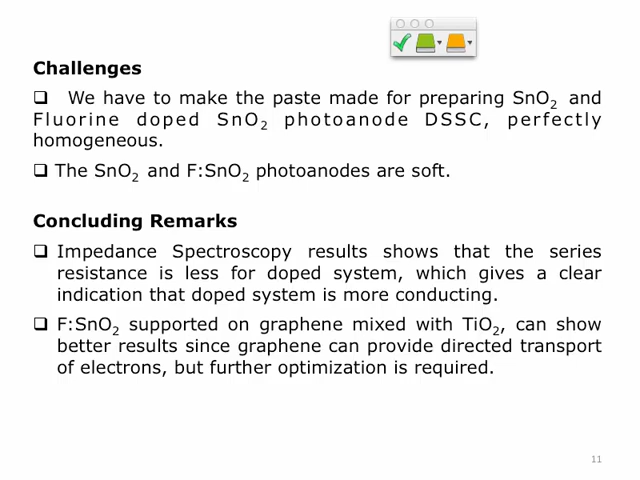 Challenges
❑ We have to make the paste made for preparing SnO₂ and
Fluorine doped SnO₂ photoanode DSSC, perfectly
homogeneous.
❑ The SnO₂ and F:SnO₂ photoanodes are soft.
Concluding Remarks
❑ Impedance Spectroscopy results shows that the series
resistance is less for doped system, which gives a clear
indication that doped system is more conducting.
❑ F:SnO₂ supported on graphene mixed with TiO₂, can show
better results since graphene can provide directed transport
of electrons, but further optimization is required.
11